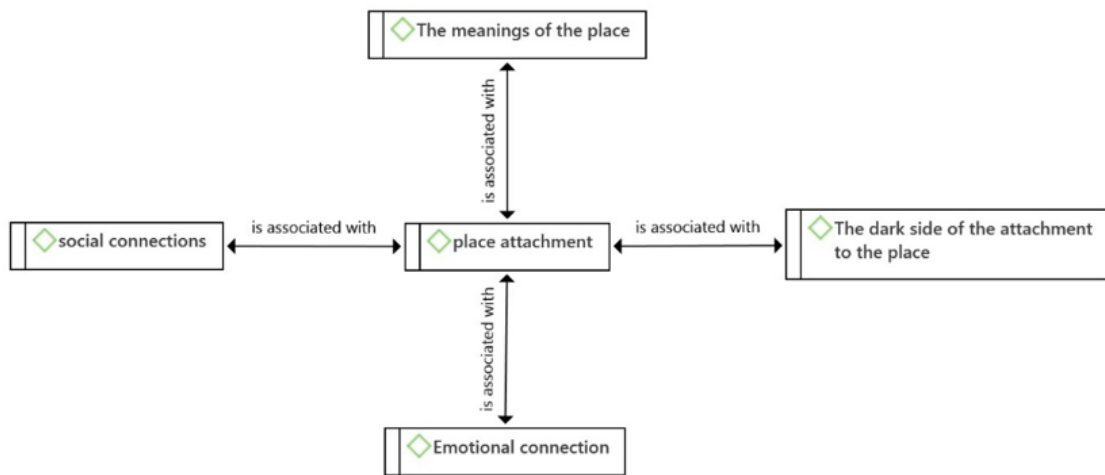 The meanings of the place
is associated with
is associated with
is associated with
social connections
place attachment
The dark side of the attachment
to the place
is associated with
Emotional connection